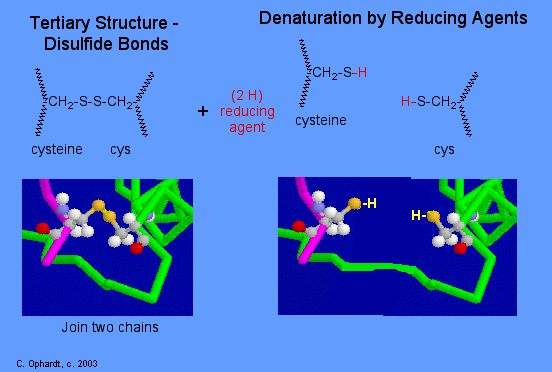 Tertiary Structure -
Disulfide Bonds
CH2-S-S-CH2
cysteine cys
+
(2 H)
reducing
agent
Denaturation by Reducing Agents
CH2-S-H
cysteine
H-S-CH2
cys
-H
H-
Join two chains
C. Ophardt, c. 2003